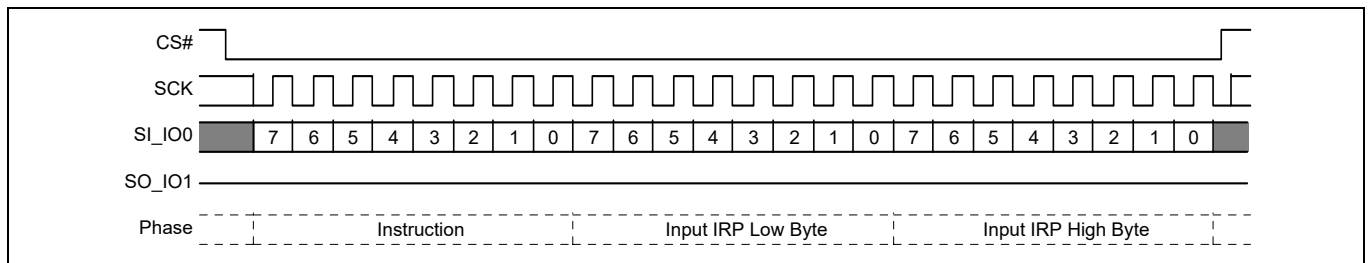 CS#
SCK
SI_IO0 7 6 5 4 3 2 1 0 7 6 5 4 3 2 1 0 7 6 5 4 3 2 1 0
SO_IO1
Phase Instruction Input IRP Low Byte Input IRP High Byte